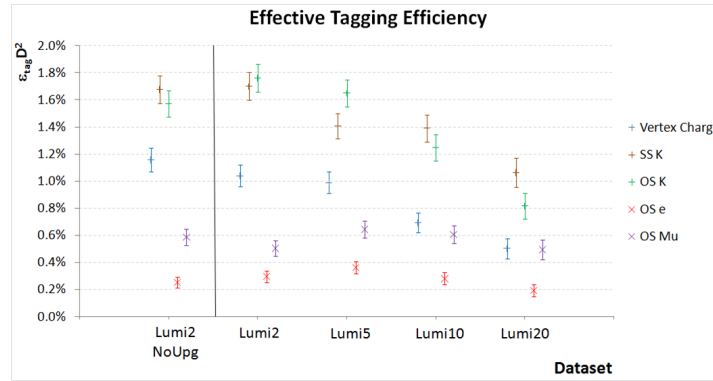 Effective Tagging Efficiency
ε_tag D²
2.0%
1.8%
1.6%
1.4%
1.2%
1.0%
0.8%
0.6%
0.4%
0.2%
0.0%
Lumi2 NoUpg
Lumi2
Lumi5
Lumi10
Lumi20
Dataset
Vertex Charg
SS K
OS K
OS e
OS Mu